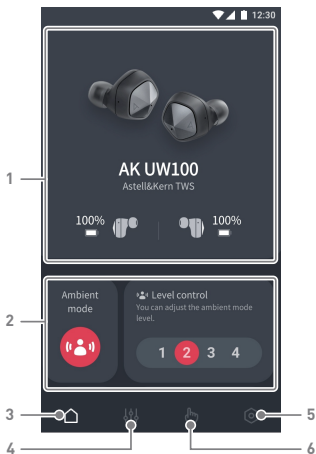 12:30
1
AK UW100
Astell&Kern TWS
100%
100%
2
Ambient
mode
Level control
You can adjust the ambient mode
level.
1 2 3 4
3
5
4
6